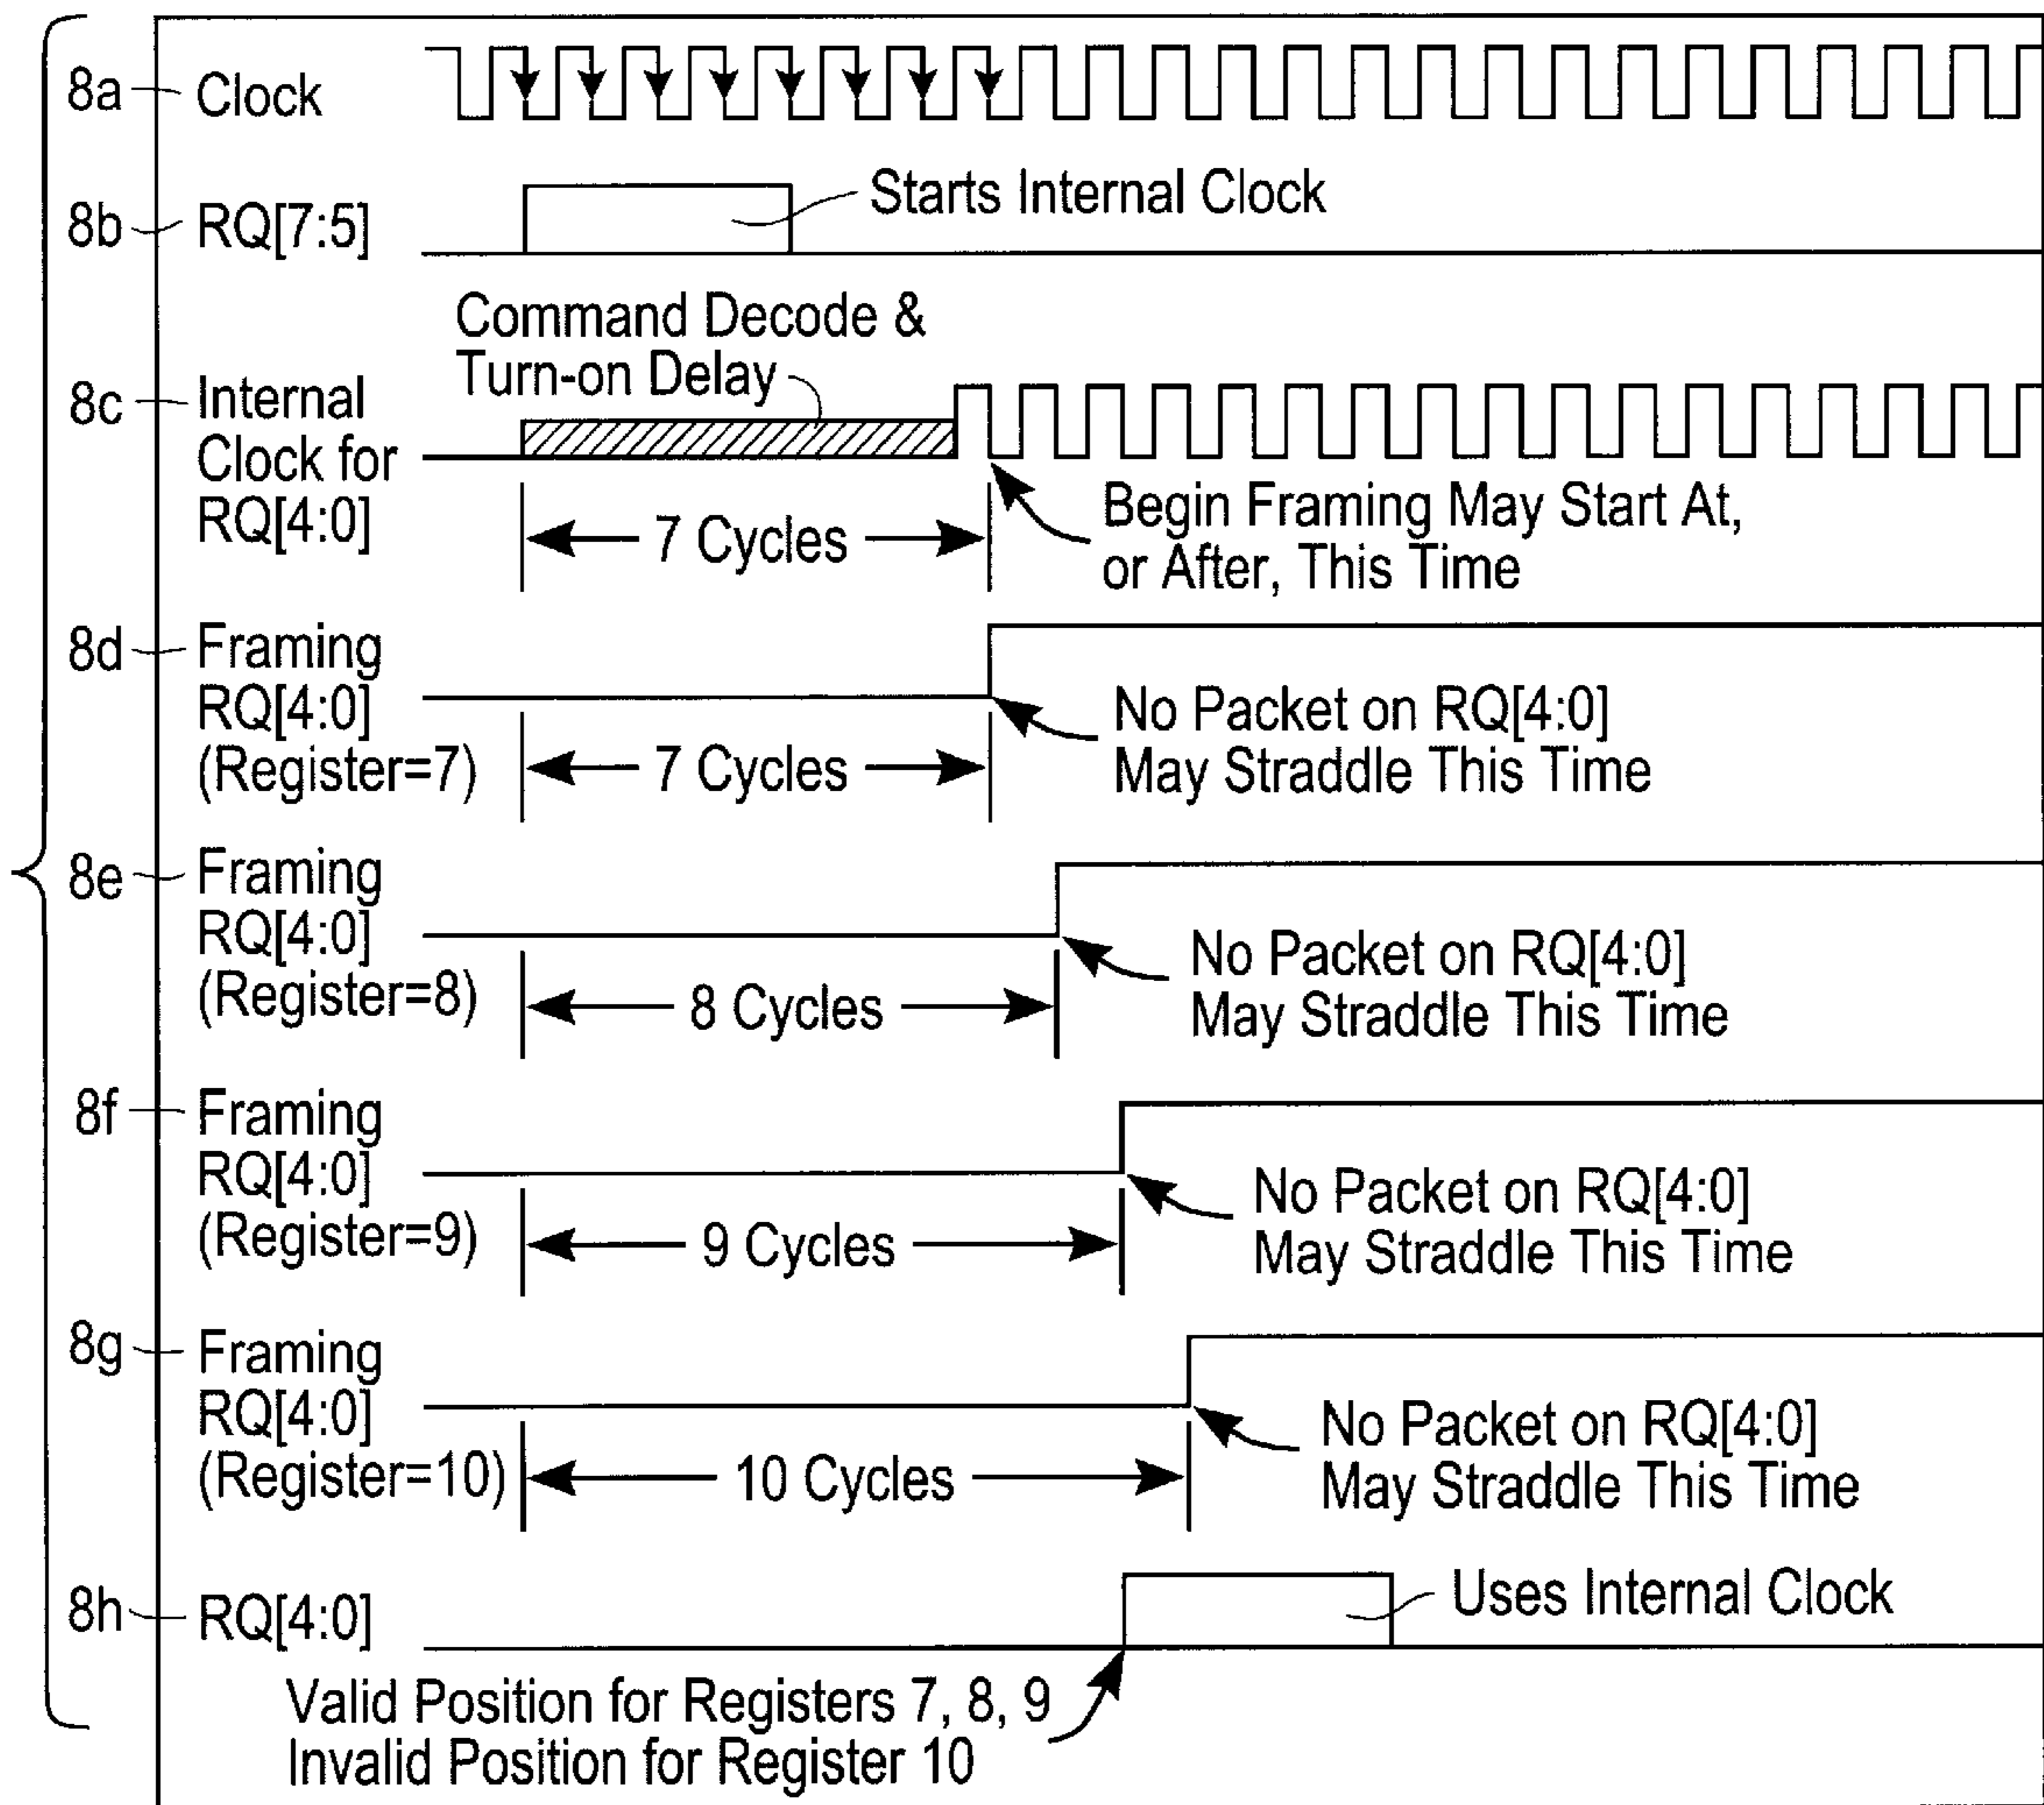 8a Clock
8b RQ[7:5]
Starts Internal Clock
Command Decode &
Turn-on Delay
8c Internal
Clock for
RQ[4:0]
7 Cycles
Begin Framing May Start At,
or After, This Time
8d Framing
RQ[4:0]
(Register=7)
7 Cycles
No Packet on RQ[4:0]
May Straddle This Time
8e Framing
RQ[4:0]
(Register=8)
8 Cycles
No Packet on RQ[4:0]
May Straddle This Time
8f Framing
RQ[4:0]
(Register=9)
9 Cycles
No Packet on RQ[4:0]
May Straddle This Time
8g Framing
RQ[4:0]
(Register=10)
10 Cycles
No Packet on RQ[4:0]
May Straddle This Time
8h RQ[4:0]
Uses Internal Clock
Valid Position for Registers 7, 8, 9
Invalid Position for Register 10